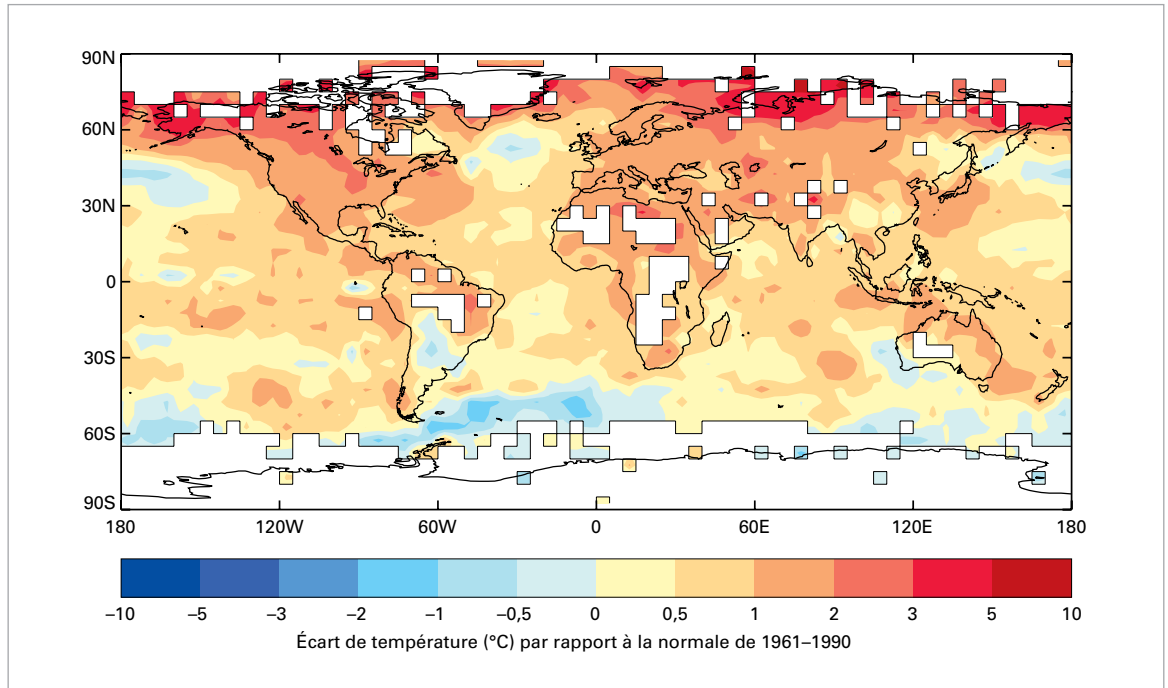 90N
60N
30N
0
30S
60S
90S
180 120W 60W 0 60E 120E 180
–10 –5 –3 –2 –1 –0,5 0 0,5 1 2 3 5 10
Écart de température (°C) par rapport à la normale de 1961–1990